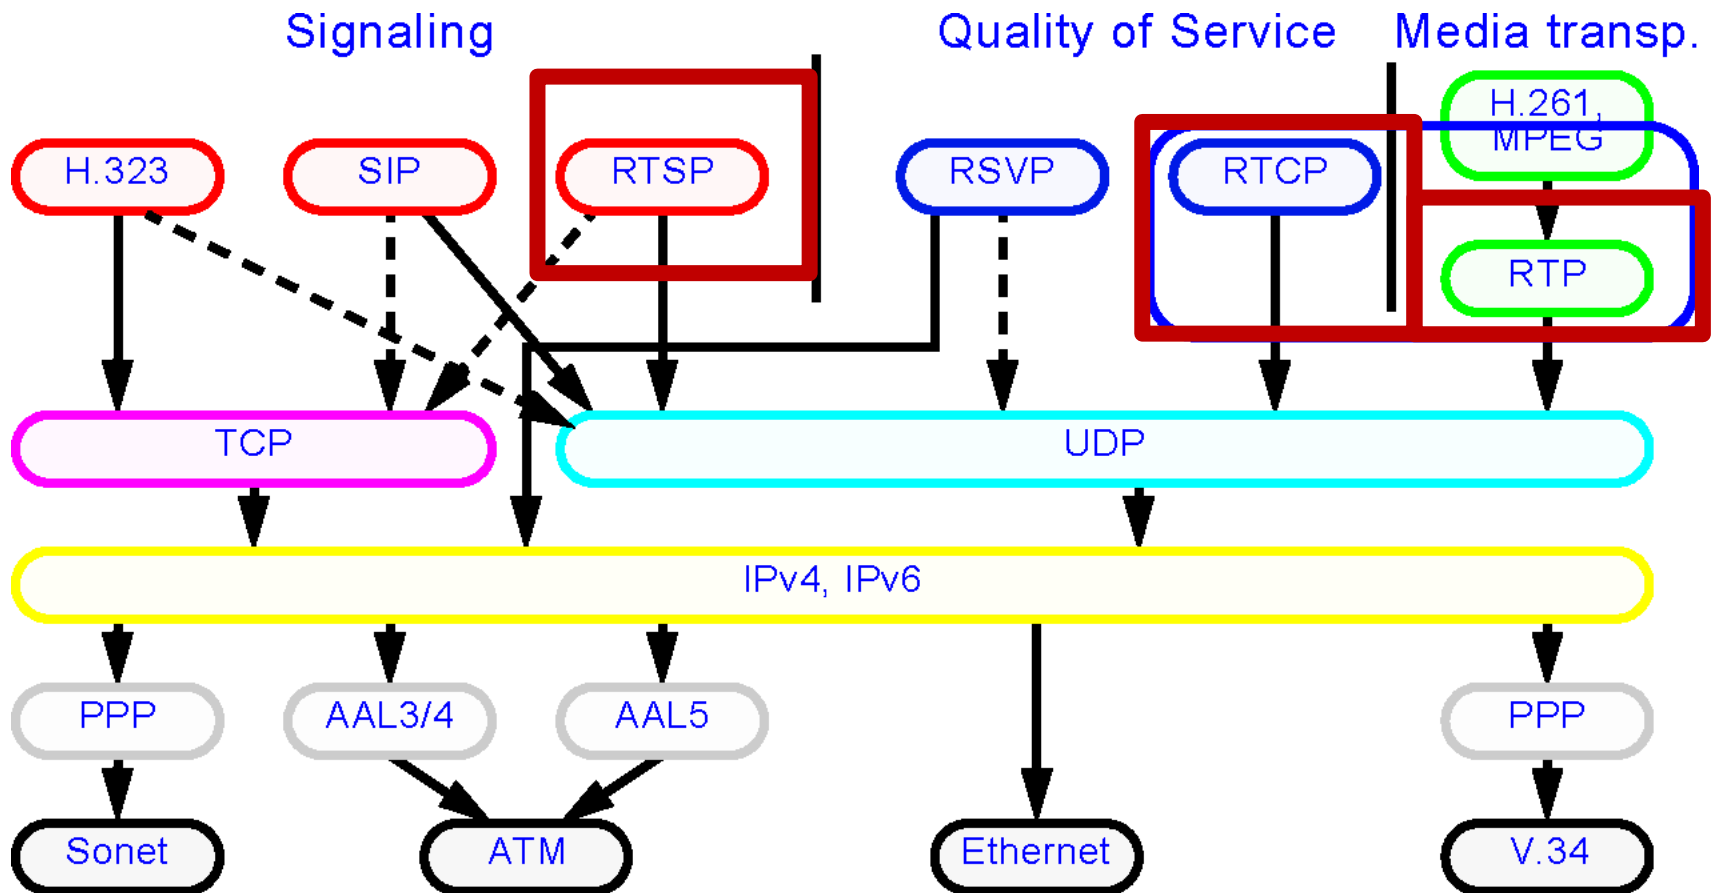 Signaling
Quality of Service
Media transp.
H.261,
MPEG
H.323
SIP
RTSP
RSVP
RTCP
RTP
TCP
UDP
IPv4, IPv6
PPP
AAL3/4
AAL5
PPP
Sonet
ATM
Ethernet
V.34